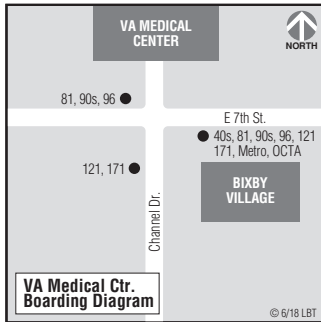 VA MEDICAL
CENTER
NORTH
81, 90s, 96
E 7th St.
40s, 81, 90s, 96, 121
171, Metro, OCTA
121, 171
BIXBY
VILLAGE
Channel Dr.
VA Medical Ctr.
Boarding Diagram
© 6/18 LBT